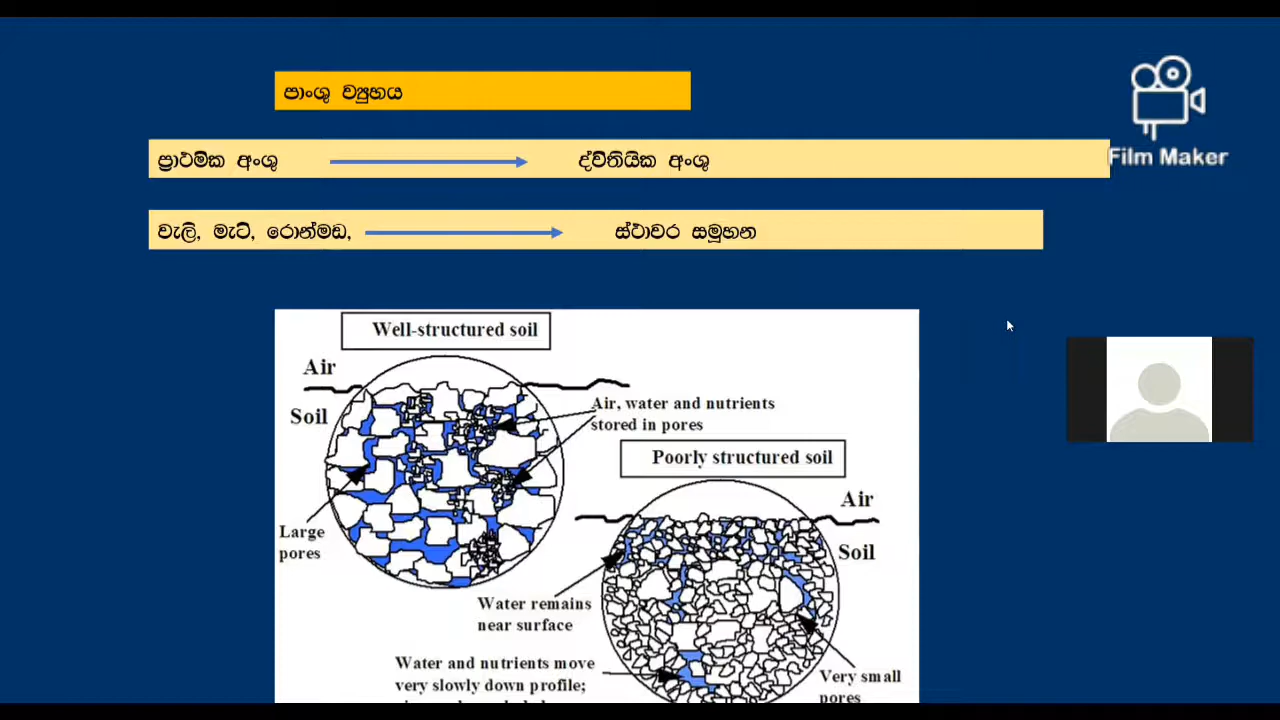 පාංශු ව්‍යුහය
Film Maker
ප්‍රාථමික අංශු ද්විතියික අංශු
වැලි, මැටි, රොන්මඩ, ස්ථාවර සමූහන
Well-structured soil
Air
Soil
Air, water and nutrients
stored in pores
Poorly structured soil
Air
Large
pores
Soil
Water remains
near surface
Water and nutrients move
very slowly down profile;
Very small
pores